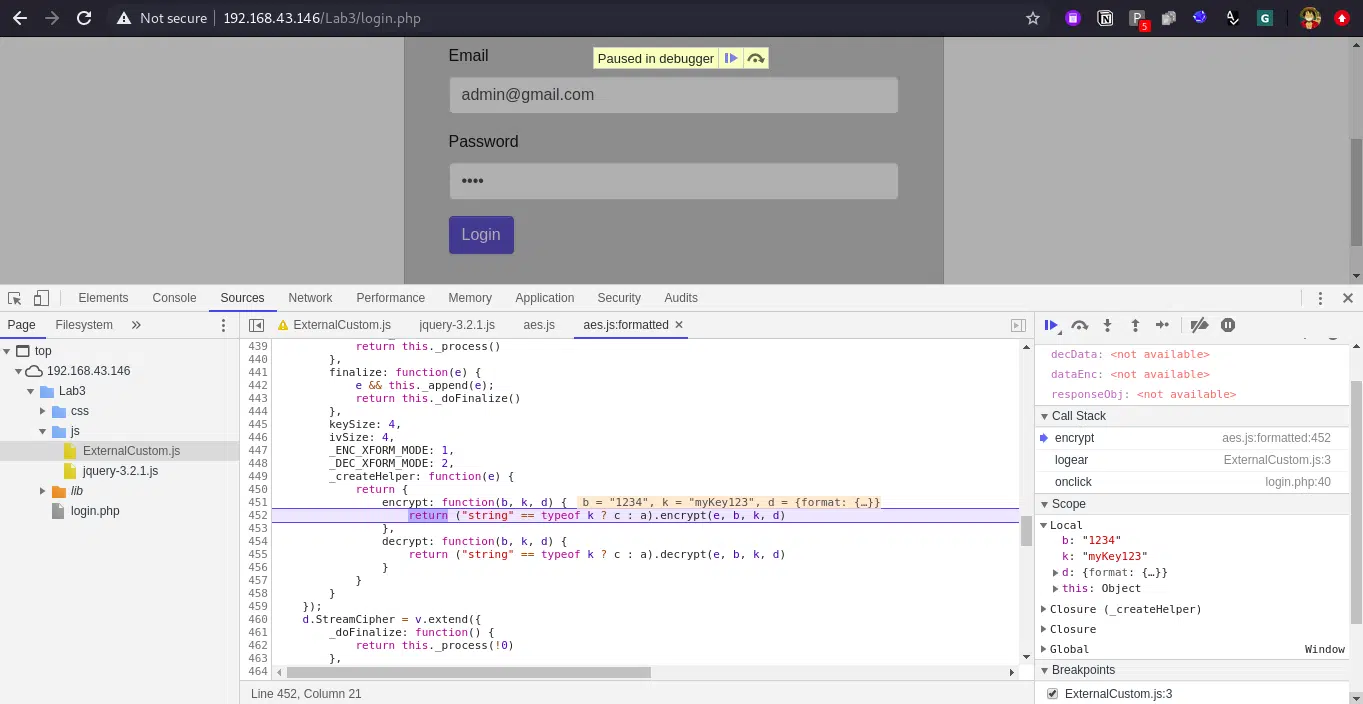 Not secure | 192.168.43.146/Lab3/login.php
5
Email
Paused in debugger
admin@gmail.com
Password
••••
Login
Elements Console Sources Network Performance Memory Application Security Audits
Page Filesystem »
ExternalCustom.js jquery-3.2.1.js aes.js aes.js:formatted ×
top
192.168.43.146
Lab3
css
js
ExternalCustom.js
jquery-3.2.1.js
lib
login.php
439 return this._process()
440 },
441 finalize: function(e) {
442 e && this._append(e);
443 return this._doFinalize()
444 },
445 keySize: 4,
446 ivSize: 4,
447 _ENC_XFORM_MODE: 1,
448 _DEC_XFORM_MODE: 2,
449 _createHelper: function(e) {
450 return {
451 encrypt: function(b, k, d) { b = "1234", k = "myKey123", d = {format: {…}}
452 return ("string" == typeof k ? c : a).encrypt(e, b, k, d)
453 },
454 decrypt: function(b, k, d) {
455 return ("string" == typeof k ? c : a).decrypt(e, b, k, d)
456 }
457 }
458 }
459 });
460 d.StreamCipher = v.extend({
461 _doFinalize: function() {
462 return this._process(!0)
463 },
464
Line 452, Column 21
decData: <not available>
dataEnc: <not available>
responseObj: <not available>
Call Stack
encrypt aes.js:formatted:452
logear ExternalCustom.js:3
onclick login.php:40
Scope
Local
b: "1234"
k: "myKey123"
d: {format: {…}}
this: Object
Closure (_createHelper)
Closure
Global Window
Breakpoints
ExternalCustom.js:3